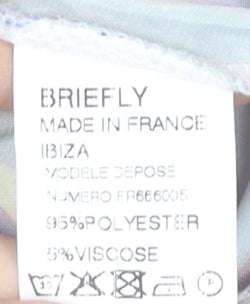 BRIEFLY
MADE IN FRANCE
IBIZA
MODELE DEPOSE
NUMERO FR666005
95%POLYESTER
5%VISCOSE